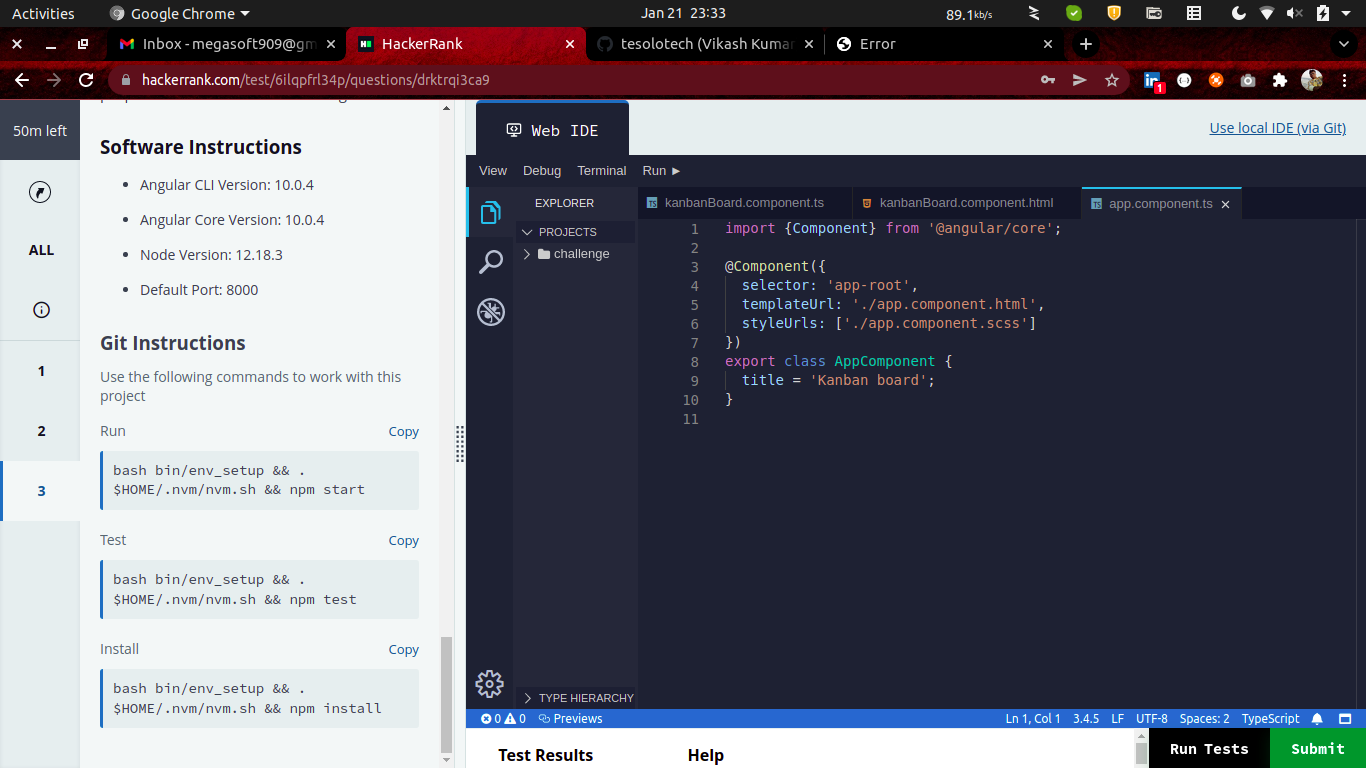 Activities
Google Chrome
Jan 21 23:33
89.1kb/s
Inbox - megasoft909@gm
HackerRank
tesolotech (Vikash Kumar
Error
hackerrank.com/test/6ilqpfrl34p/questions/drktrqi3ca9
1
50m left
ALL
1
2
3
Software Instructions
Angular CLI Version: 10.0.4
Angular Core Version: 10.0.4
Node Version: 12.18.3
Default Port: 8000
Git Instructions
Use the following commands to work with this
project
Run Copy
bash bin/env_setup && .
$HOME/.nvm/nvm.sh && npm start
Test Copy
bash bin/env_setup && .
$HOME/.nvm/nvm.sh && npm test
Install Copy
bash bin/env_setup && .
$HOME/.nvm/nvm.sh && npm install
Web IDE
Use local IDE (via Git)
View Debug Terminal Run
EXPLORER
PROJECTS
challenge
TYPE HIERARCHY
TS kanbanBoard.component.ts
kanbanBoard.component.html
TS app.component.ts
1 import {Component} from '@angular/core';
2
3 @Component({
4 selector: 'app-root',
5 templateUrl: './app.component.html',
6 styleUrls: ['./app.component.scss']
7 })
8 export class AppComponent {
9 title = 'Kanban board';
10 }
11
0 0 Previews
Ln 1, Col 1 3.4.5 LF UTF-8 Spaces: 2 TypeScript
Test Results Help
Run Tests Submit